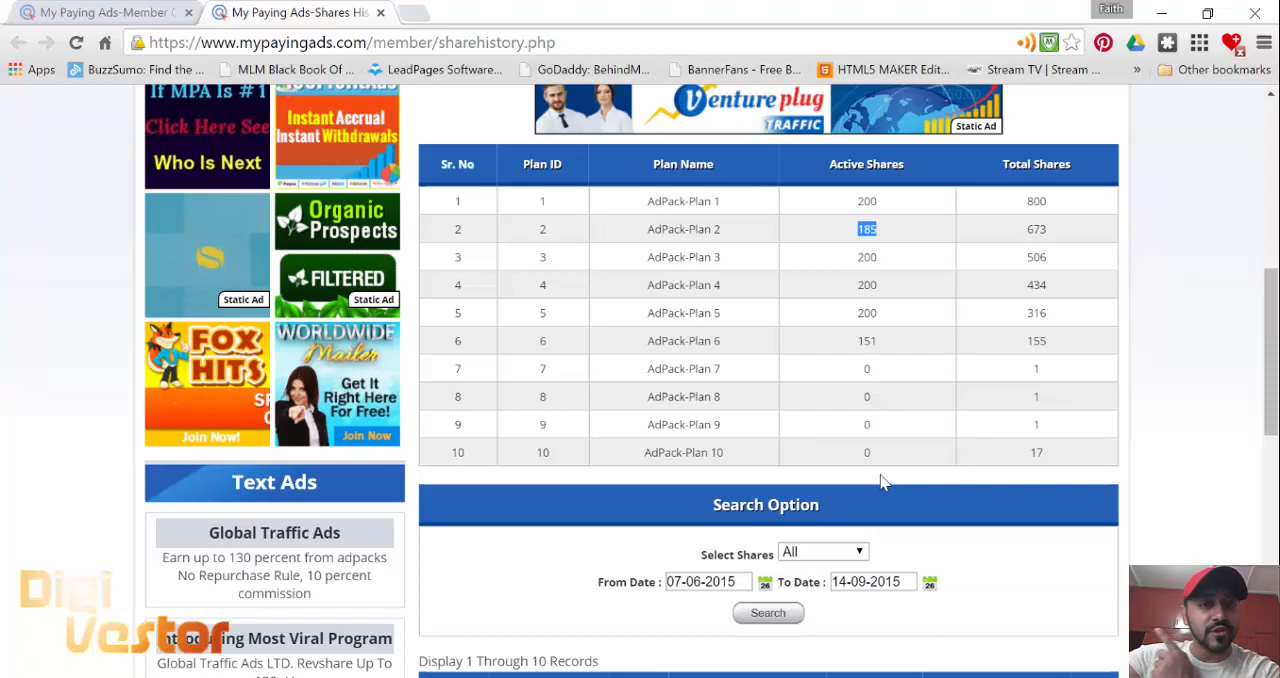 My Paying Ads-Member C
My Paying Ads-Shares His
Faith
https://www.mypayingads.com/member/sharehistory.php
Apps
BuzzSumo: Find the ...
MLM Black Book Of ...
LeadPages Software...
GoDaddy: BehindM...
BannerFans - Free B...
HTML5 MAKER Edit...
Stream TV | Stream ...
»
Other bookmarks
If MPA Is #1
Click Here See
Who Is Next
Instant Accrual
Instant Withdrawals
Venture plug
TRAFFIC
Static Ad
Organic
Prospects
FILTERED
Static Ad
Static Ad
FOX
HITS
Join Now!
WORLDWIDE
Mailer
Get It
Right Here
For Free!
Join Now
Sr. No Plan ID Plan Name Active Shares Total Shares
1 1 AdPack-Plan 1 200 800
2 2 AdPack-Plan 2 185 673
3 3 AdPack-Plan 3 200 506
4 4 AdPack-Plan 4 200 434
5 5 AdPack-Plan 5 200 316
6 6 AdPack-Plan 6 151 155
7 7 AdPack-Plan 7 0 1
8 8 AdPack-Plan 8 0 1
9 9 AdPack-Plan 9 0 1
10 10 AdPack-Plan 10 0 17
Text Ads
Global Traffic Ads
Earn up to 130 percent from adpacks
No Repurchase Rule, 10 percent
commission
Introducing Most Viral Program
Global Traffic Ads LTD. Revshare Up To
Digi
Vestor
Search Option
Select Shares All
From Date : 07-06-2015 To Date : 14-09-2015
Search
Display 1 Through 10 Records